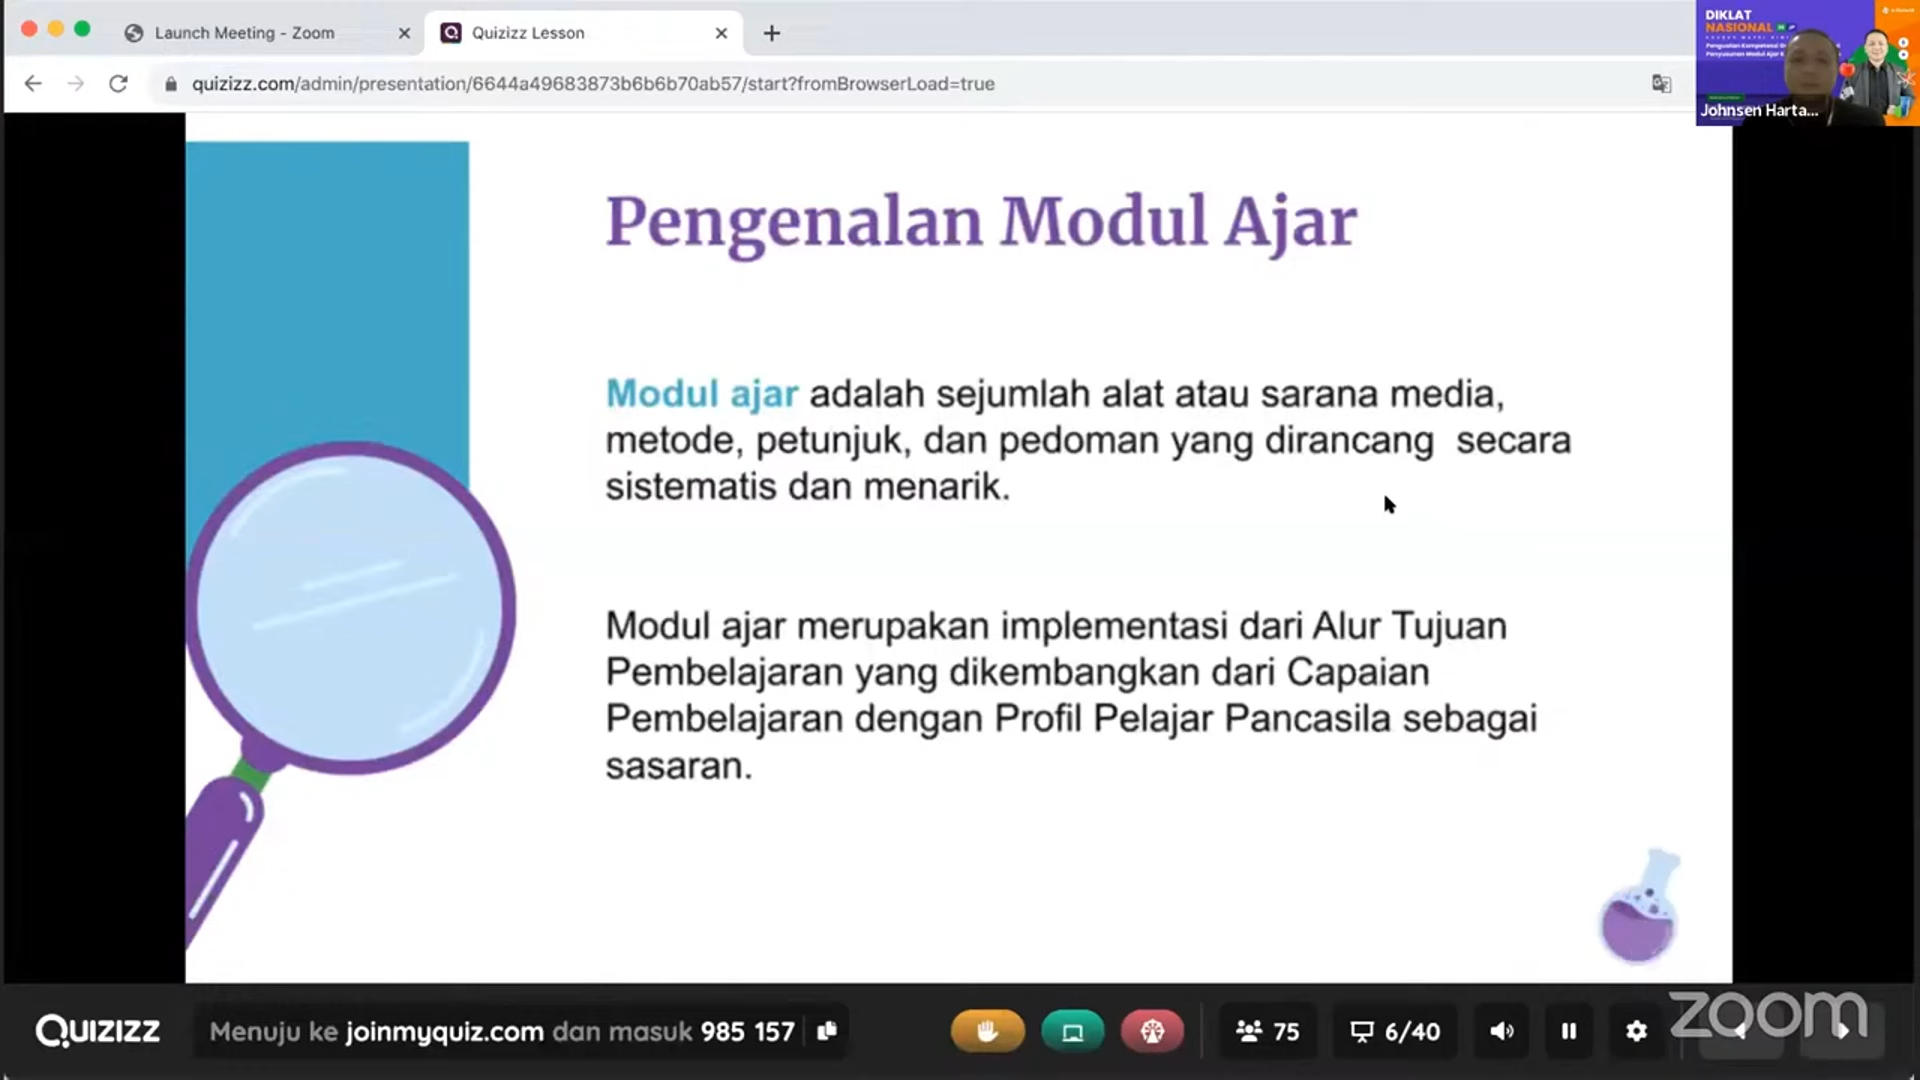 Launch Meeting - Zoom
Quizizz Lesson
quizizz.com/admin/presentation/6644a49683873b6b6b70ab57/start?fromBrowserLoad=true
DIKLAT
NASIONAL
Johnsen Harta...
Pengenalan Modul Ajar
Modul ajar adalah sejumlah alat atau sarana media,
metode, petunjuk, dan pedoman yang dirancang secara
sistematis dan menarik.
Modul ajar merupakan implementasi dari Alur Tujuan
Pembelajaran yang dikembangkan dari Capaian
Pembelajaran dengan Profil Pelajar Pancasila sebagai
sasaran.
QUIZIZZ
Menuju ke joinmyquiz.com dan masuk 985 157
75
6/40
zoom